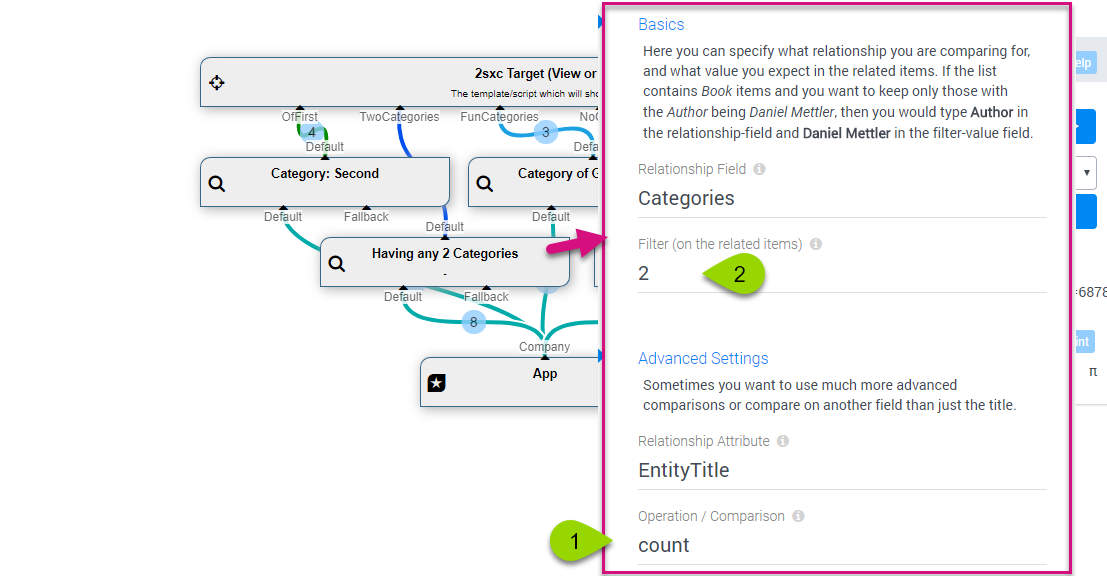 2sxc Target (View or
The template/script which will sho
OfFirst
TwoCategories
FunCategories
4
3
Default
Category: Second
Category of G
Default
Fallback
Default
Default
Having any 2 Categories
-
Default
Fallback
8
Company
App
Basics
Here you can specify what relationship you are comparing for,
and what value you expect in the related items. If the list
contains Book items and you want to keep only those with
the Author being Daniel Mettler, then you would type Author in
the relationship-field and Daniel Mettler in the filter-value field.
Relationship Field
Categories
Filter (on the related items)
2
2
Advanced Settings
Sometimes you want to use much more advanced
comparisons or compare on another field than just the title.
Relationship Attribute
EntityTitle
Operation / Comparison
1
count
elp
=6878
int
π